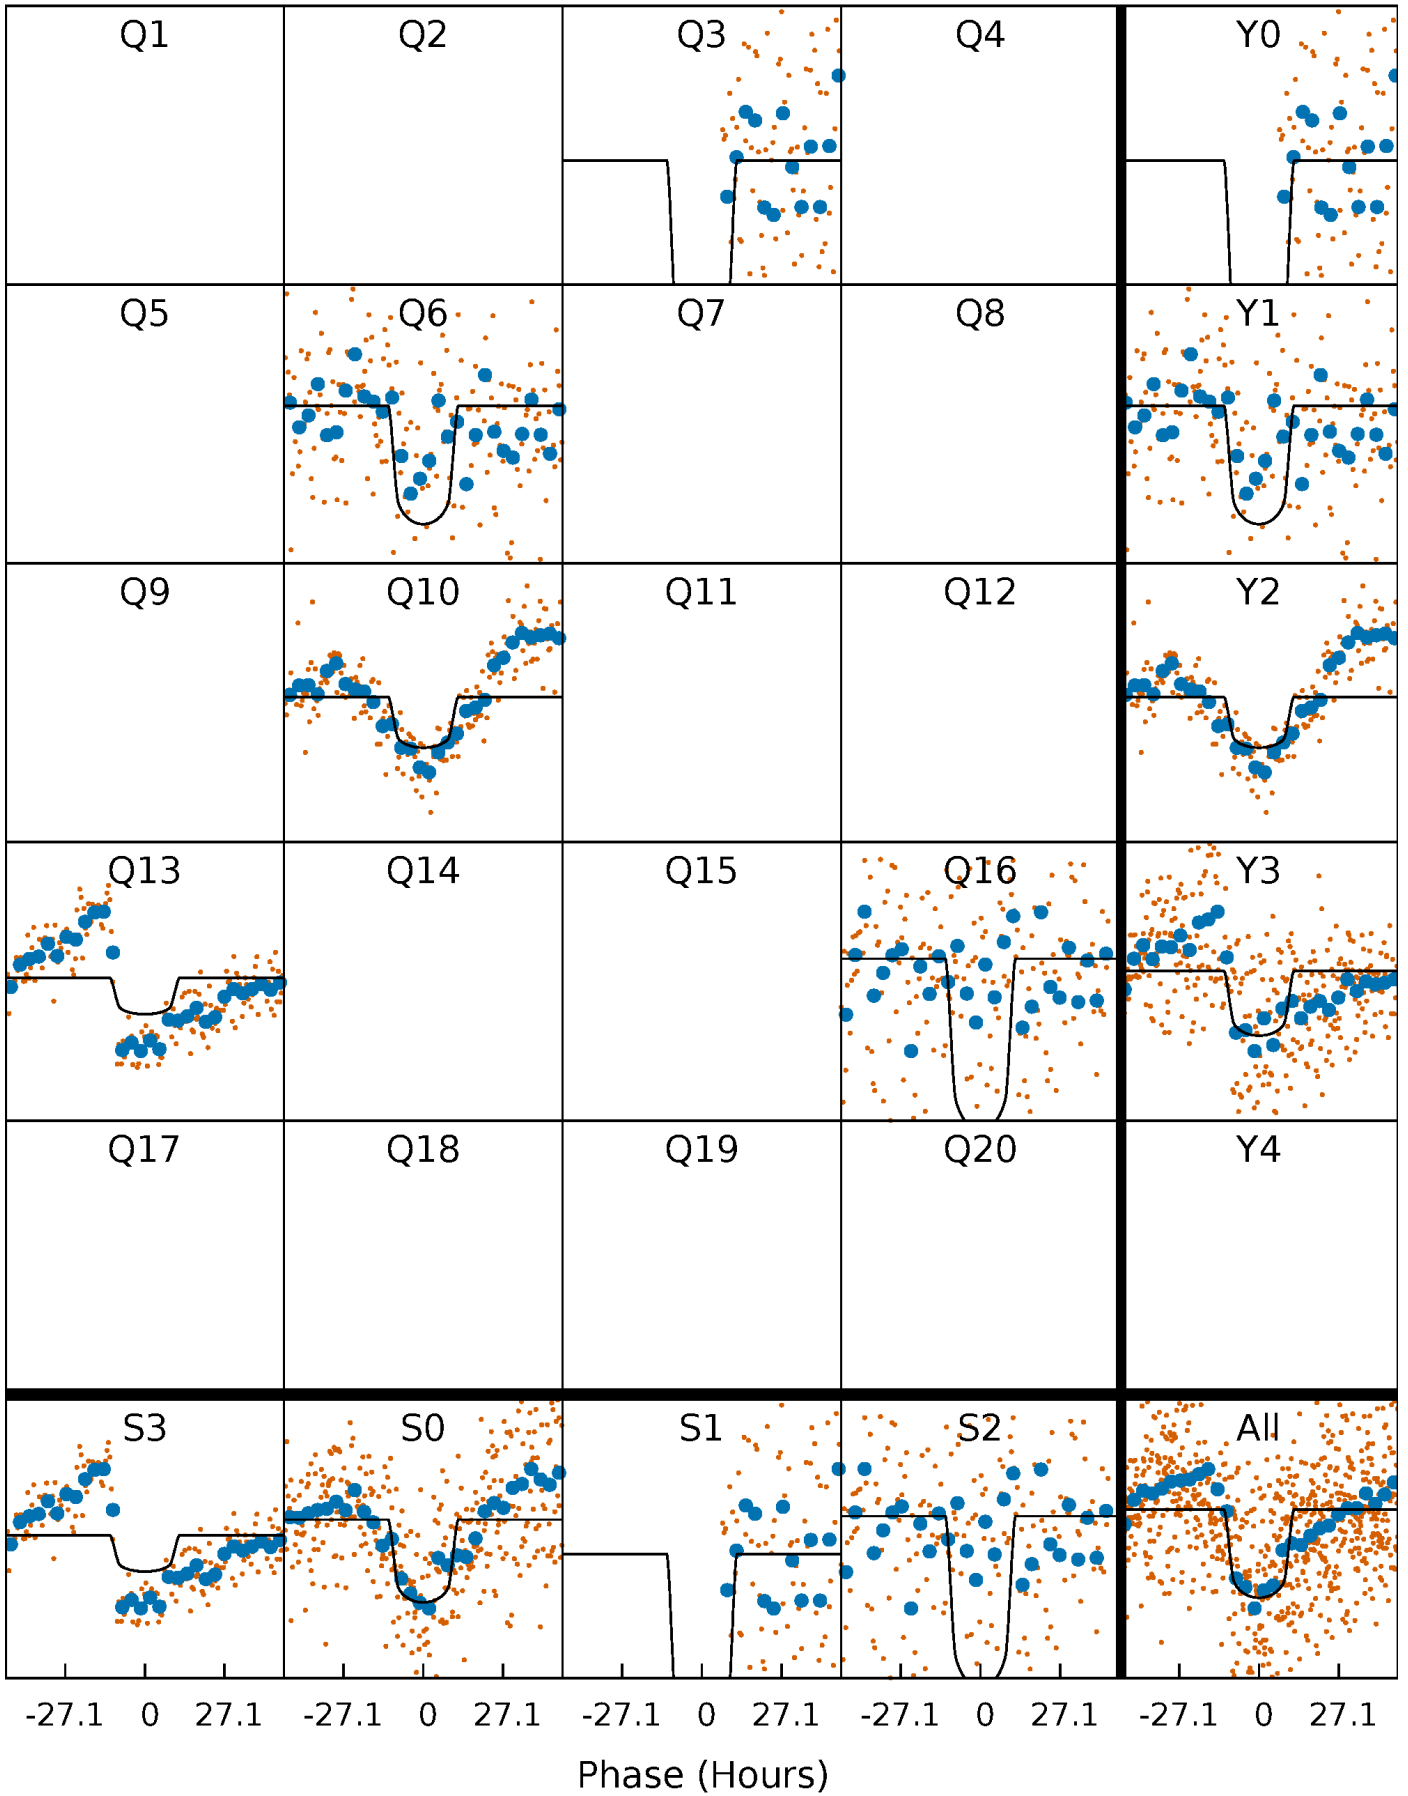 Q1 Q2 Q3 Q4 Y0
Q5 Q6 Q7 Q8 Y1
Q9 Q10 Q11 Q12 Y2
Q13 Q14 Q15 Q16 Y3
Q17 Q18 Q19 Q20 Y4
S3 S0 S1 S2 All
-27.1 0 27.1 -27.1 0 27.1 -27.1 0 27.1 -27.1 0 27.1 -27.1 0 27.1
Phase (Hours)